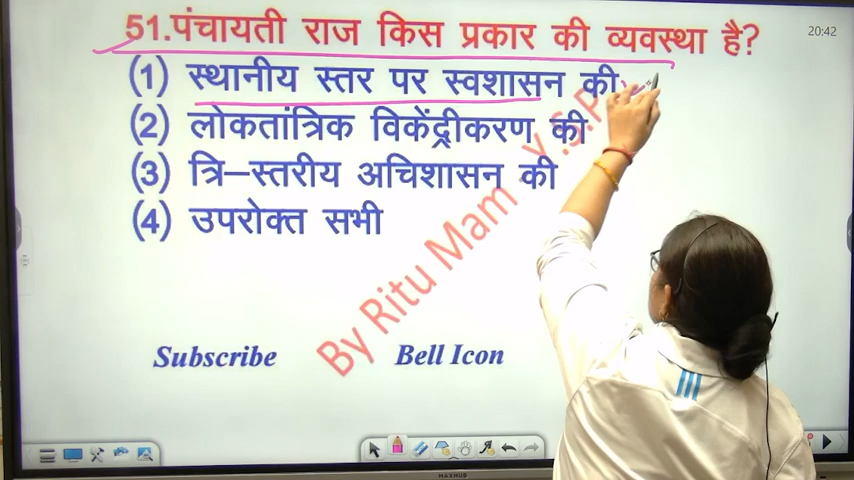 51.पंचायती राज किस प्रकार की व्यवस्था है?
20:42
(1) स्थानीय स्तर पर स्वशासन की
(2) लोकतांत्रिक विकेंद्रीकरण की
(3) त्रि–स्तरीय अचिशासन की
(4) उपरोक्त सभी
By Ritu Mam Y.S.P
Subscribe
Bell Icon
MAXHUB